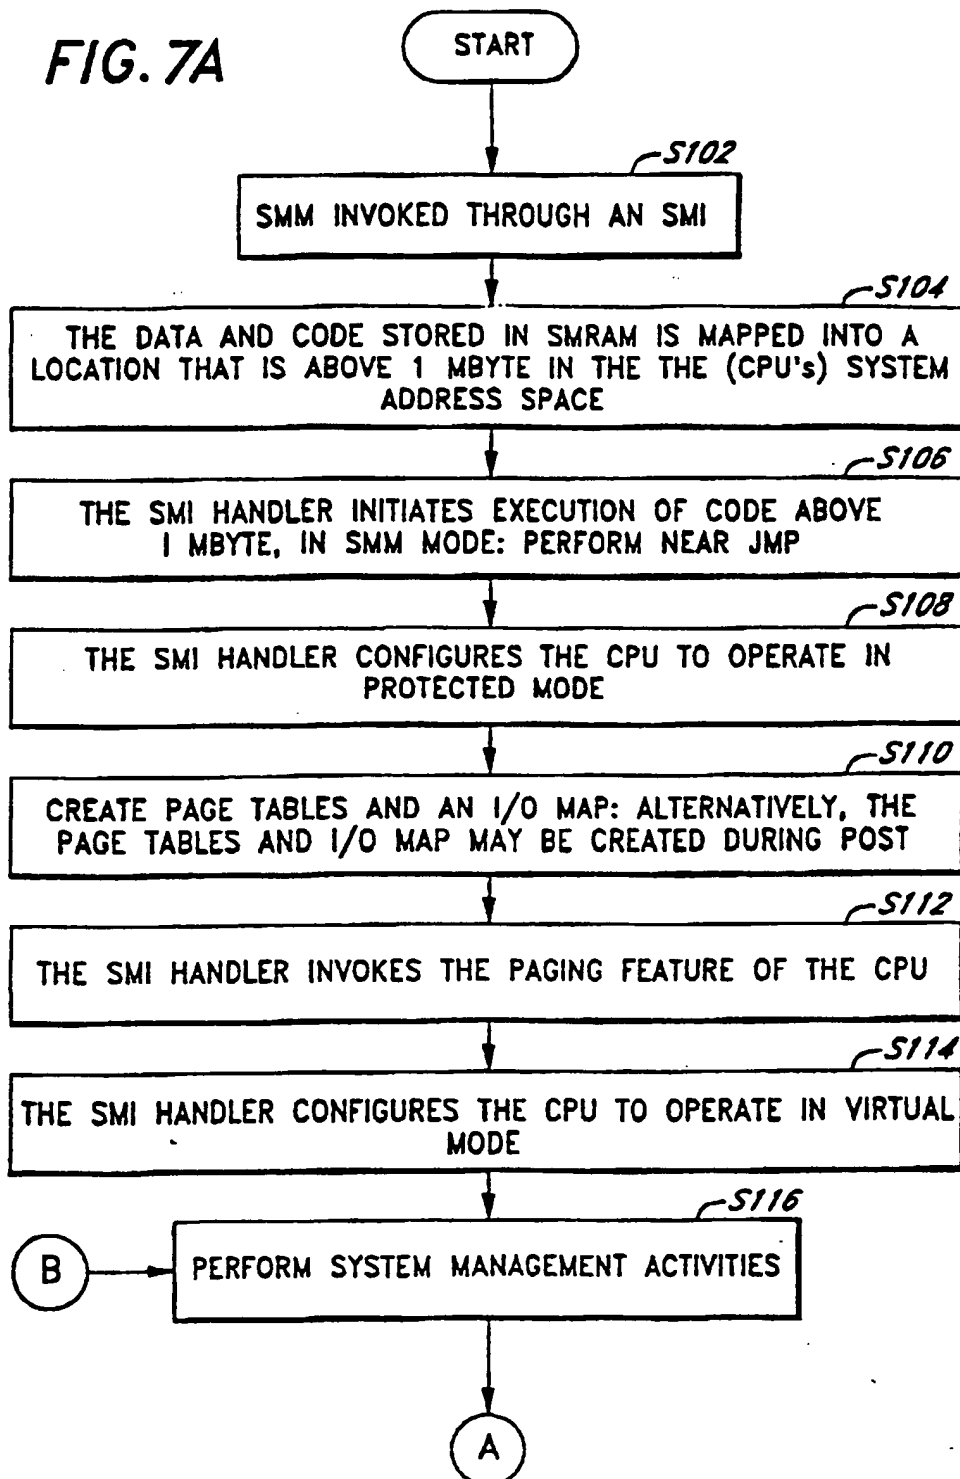 FIG. 7A
START
S102
SMM INVOKED THROUGH AN SMI
S104
THE DATA AND CODE STORED IN SMRAM IS MAPPED INTO A
LOCATION THAT IS ABOVE 1 MBYTE IN THE THE (CPU's) SYSTEM
ADDRESS SPACE
S106
THE SMI HANDLER INITIATES EXECUTION OF CODE ABOVE
1 MBYTE, IN SMM MODE: PERFORM NEAR JMP
S108
THE SMI HANDLER CONFIGURES THE CPU TO OPERATE IN
PROTECTED MODE
S110
CREATE PAGE TABLES AND AN I/O MAP: ALTERNATIVELY, THE
PAGE TABLES AND I/O MAP MAY BE CREATED DURING POST
S112
THE SMI HANDLER INVOKES THE PAGING FEATURE OF THE CPU
S114
THE SMI HANDLER CONFIGURES THE CPU TO OPERATE IN VIRTUAL
MODE
S116
B
PERFORM SYSTEM MANAGEMENT ACTIVITIES
A